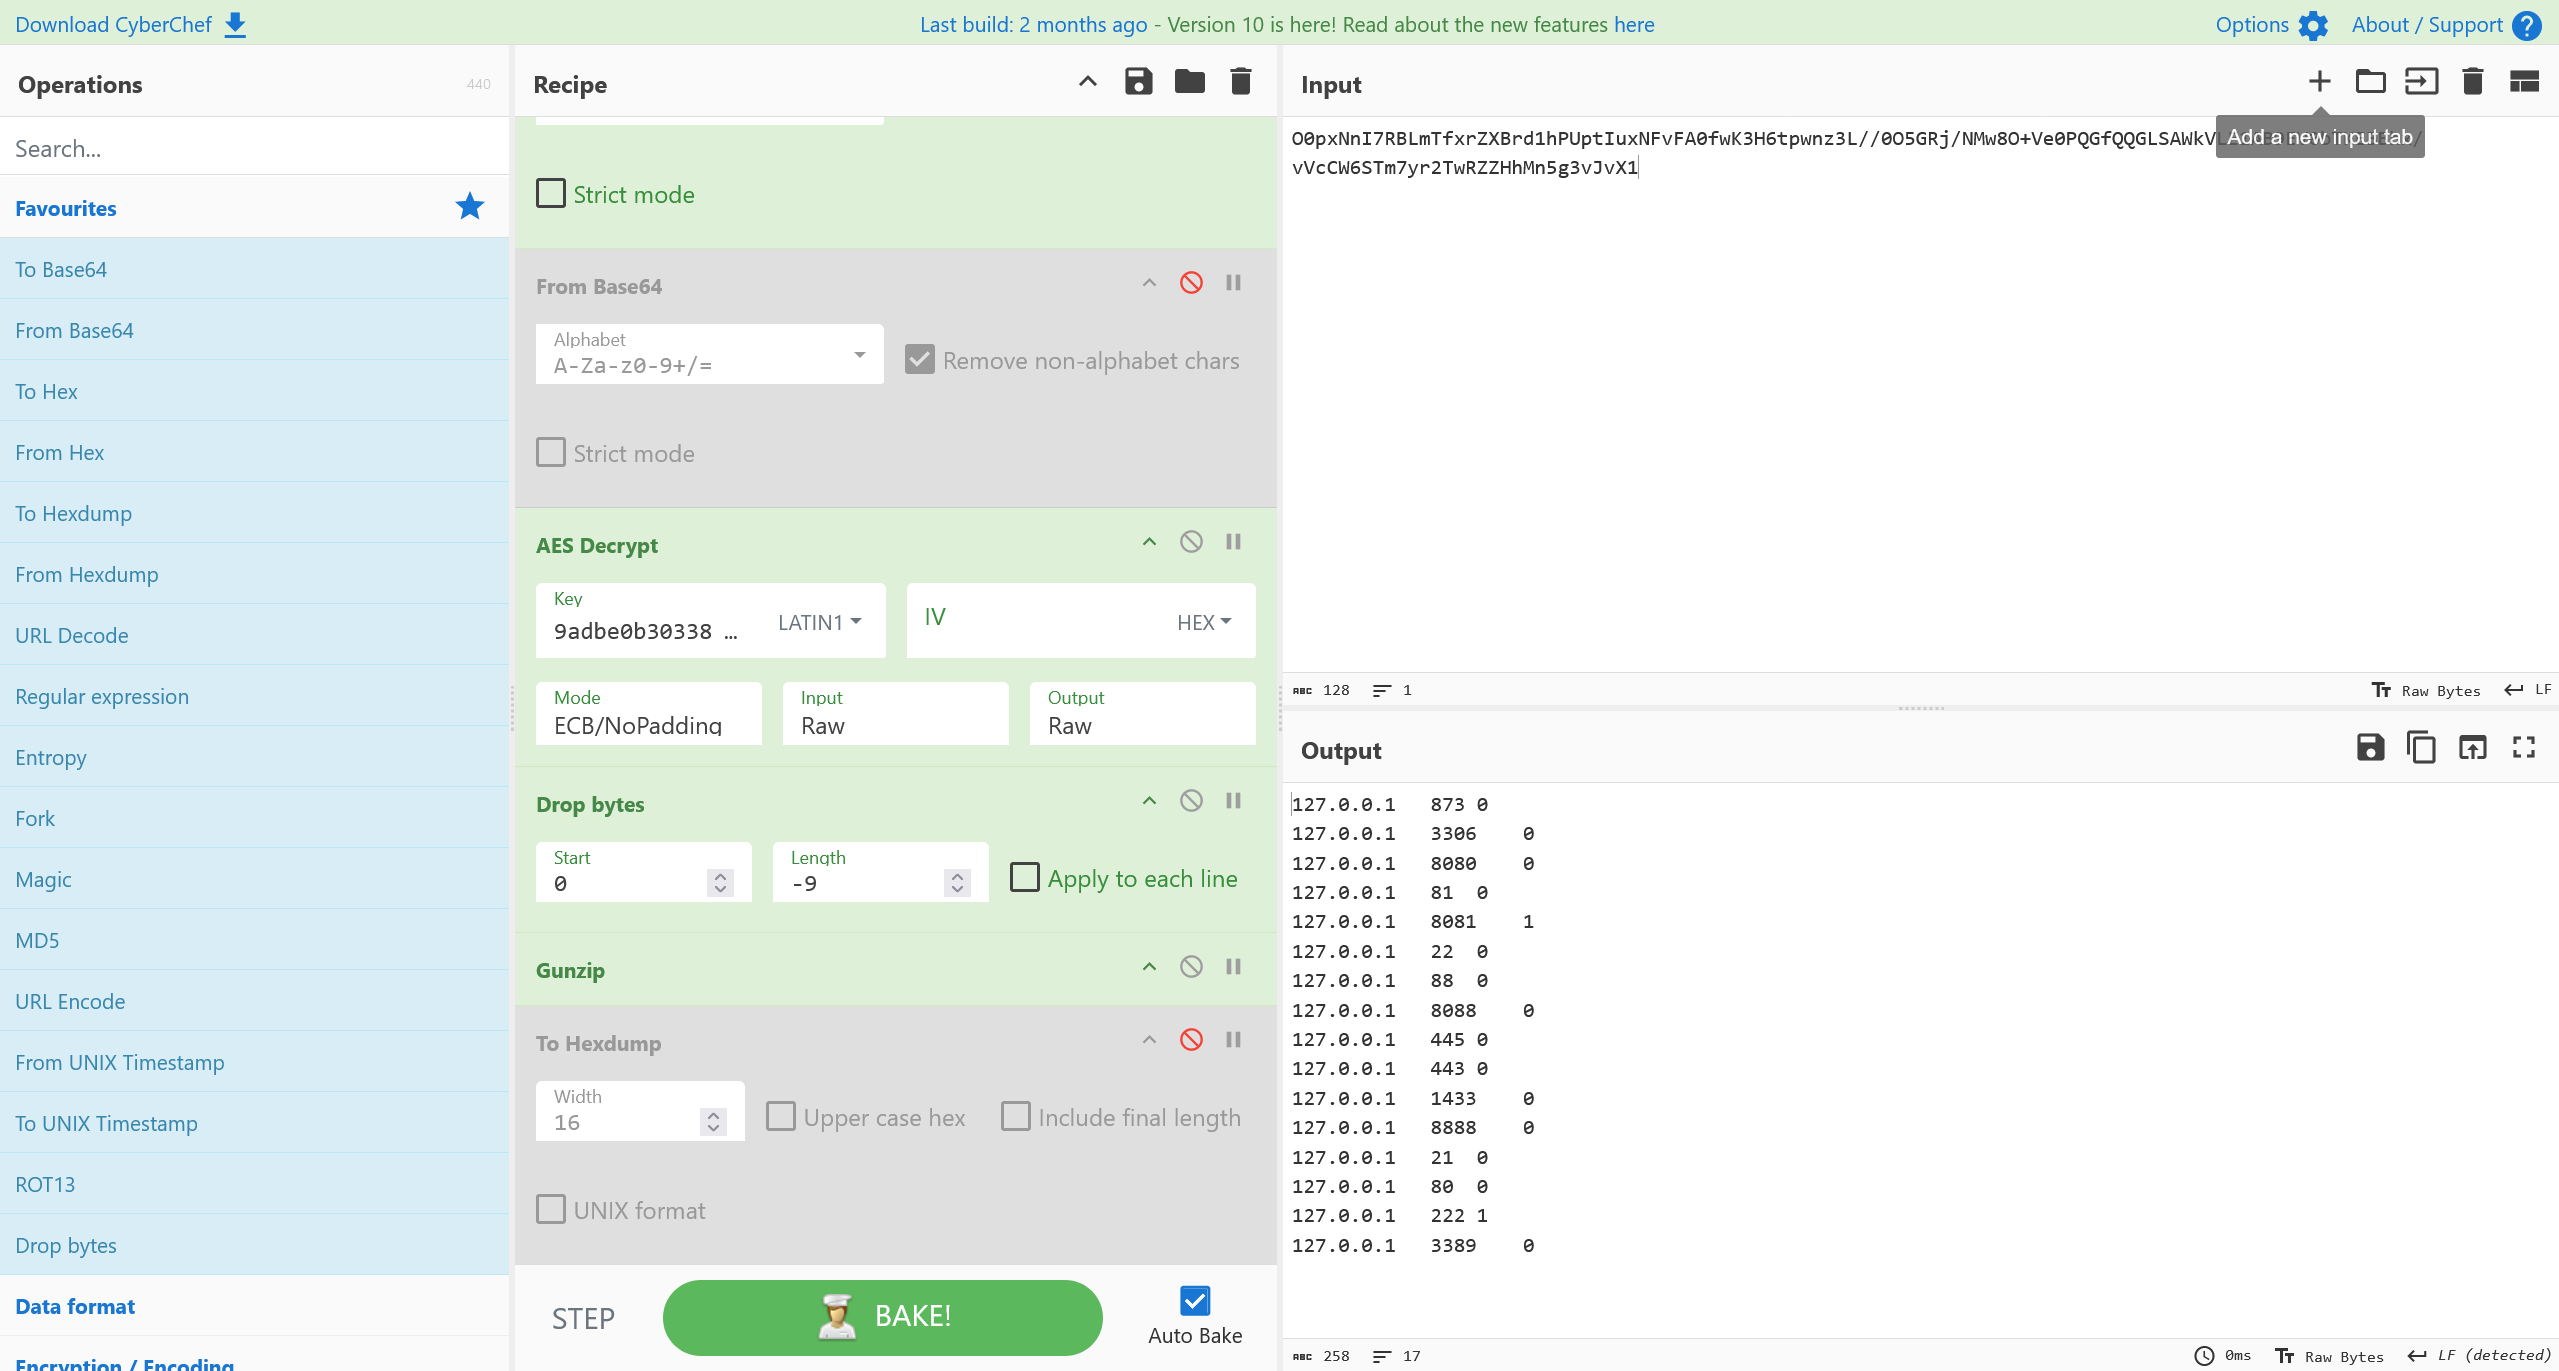 Download CyberChef
Last build: 2 months ago - Version 10 is here! Read about the new features here
Options
About / Support
Operations
440
Search...
Favourites
To Base64
From Base64
To Hex
From Hex
To Hexdump
From Hexdump
URL Decode
Regular expression
Entropy
Fork
Magic
MD5
URL Encode
From UNIX Timestamp
To UNIX Timestamp
ROT13
Drop bytes
Data format
Encryption / Encoding
Recipe
Strict mode
From Base64
Alphabet
A-Za-z0-9+/=
Remove non-alphabet chars
Strict mode
AES Decrypt
Key
9adbe0b30338 …
LATIN1
IV
HEX
Mode
ECB/NoPadding
Input
Raw
Output
Raw
Drop bytes
Start
0
Length
-9
Apply to each line
Gunzip
To Hexdump
Width
16
Upper case hex
Include final length
UNIX format
STEP
BAKE!
Auto Bake
Input
Add a new input tab
O0pxNnI7RBLmTfxrZXBrd1hPUptIuxNFvFA0fwK3H6tpwnz3L//0O5GRj/NMw8O+Ve0PQGfQQGLSAWkV
vVcCW6STm7yr2TwRZZHhMn5g3vJvX1
ABC 128
1
Raw Bytes
LF
Output
127.0.0.1 873 0
127.0.0.1 3306 0
127.0.0.1 8080 0
127.0.0.1 81 0
127.0.0.1 8081 1
127.0.0.1 22 0
127.0.0.1 88 0
127.0.0.1 8088 0
127.0.0.1 445 0
127.0.0.1 443 0
127.0.0.1 1433 0
127.0.0.1 8888 0
127.0.0.1 21 0
127.0.0.1 80 0
127.0.0.1 222 1
127.0.0.1 3389 0
ABC 258
17
0ms
Raw Bytes
LF (detected)